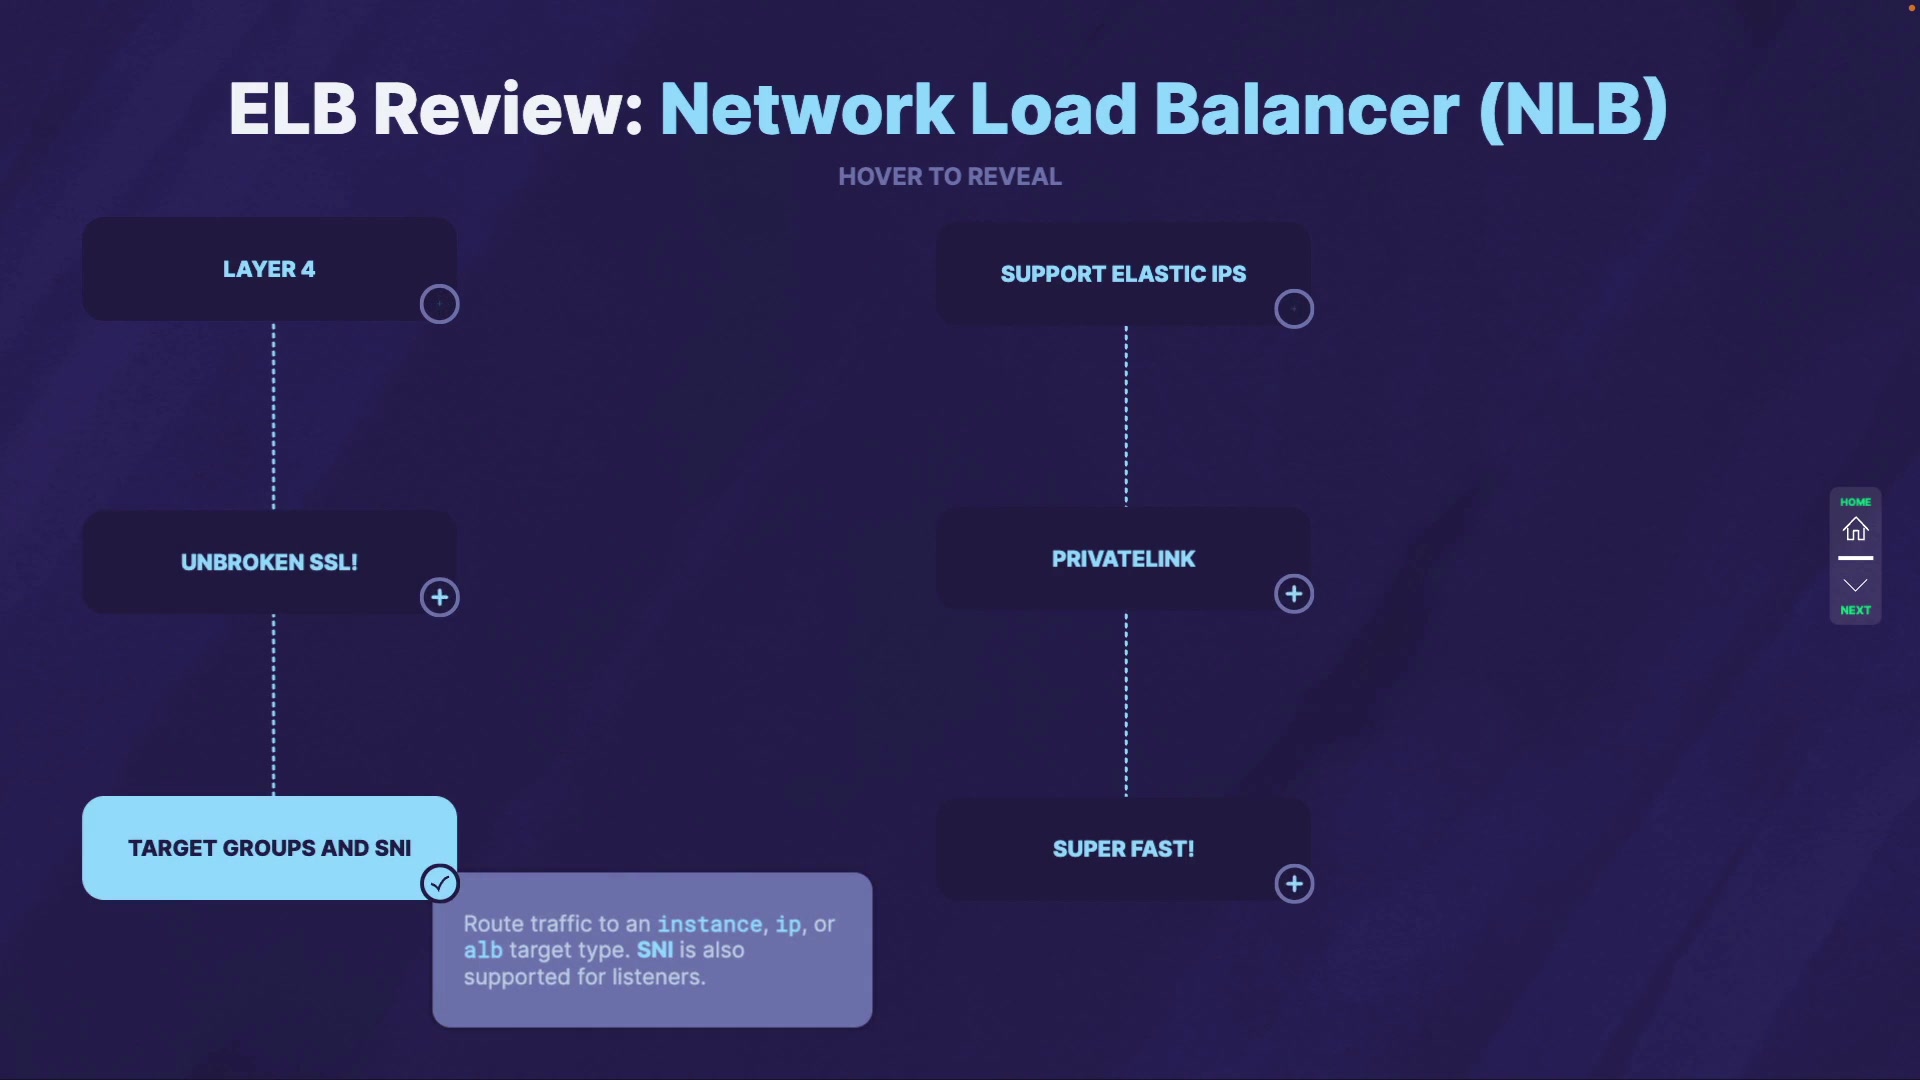 ELB Review: Network Load Balancer (NLB)
HOVER TO REVEAL
LAYER 4
UNBROKEN SSL!
TARGET GROUPS AND SNI
Route traffic to an instance, ip, or
alb target type. SNI is also
supported for listeners.
SUPPORT ELASTIC IPS
PRIVATELINK
SUPER FAST!
HOME
NEXT